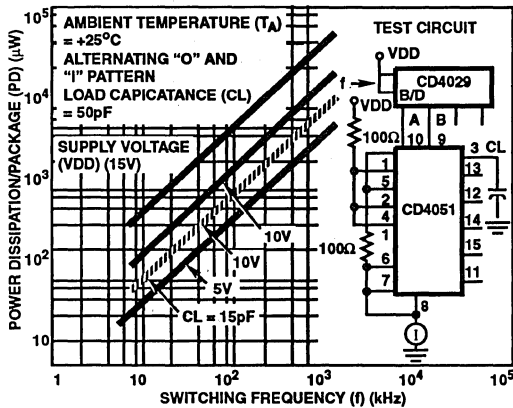 POWER DISSIPATION/PACKAGE (PD) (µW)
10⁵
10⁴
10³
10²
10
AMBIENT TEMPERATURE (T_A)
= +25°C
ALTERNATING “O” AND
“I” PATTERN
LOAD CAPICATANCE (CL)
= 50pF
SUPPLY VOLTAGE
(VDD) (15V)
10V
10V
5V
CL = 15pF
1
10
10²
10³
10⁴
10⁵
SWITCHING FREQUENCY (f) (kHz)
TEST CIRCUIT
VDD
f
B/D
CD4029
VDD
A
B
100Ω
10
9
3
CL
13
12
14
15
11
1
5
2
4
CD4051
100Ω
1
6
7
8
I